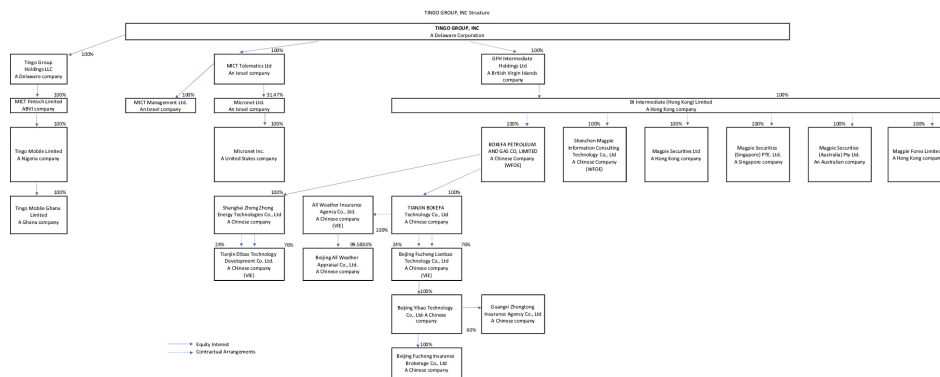 TINGO GROUP, INC Structure
TINGO GROUP, INC
A Delaware Corporation
100%
100%
100%
Tingo Group
Holdings LLC
A Delaware company
MICT Telematics Ltd
An Israel company
GFH Intermediate
Holdings Ltd
A British Virgin Islands
company
100%
100%
31.47%
100%
MICT Fintech Limited
ABVI company
MICT Management Ltd.
An Israel company
Micronet Ltd.
An Israel company
BI Intermediate (Hong Kong) Limited
A Hong Kong company
100%
100%
100%
100%
100%
100%
100%
100%
Tingo Mobile Limited
A Nigeria company
Micronet Inc.
A United States company
BOKEFA PETROLEUM
AND GAS CO, LIMITED
A Chinese Company
(WFOE)
Shenzhen Magpie
Information Consulting
Technology Co., Ltd
A Chinese Company
(WFOE)
Magpie Securities Ltd
A Hong Kong company
Magpie Securities
(Singapore) PTE. Ltd.
A Singapore company
Magpie Securities
(Australia) Pty Ltd.
An Australian company
Magpie Forex Limited
A Hong Kong company
100%
100%
100%
Tingo Mobile Ghana
Limited
A Ghana company
Shanghai Zheng Zhong
Energy Technologies Co., Ltd
A Chinese company
All Weather Insurance
Agency Co., Ltd.
A Chinese company
(VIE)
100%
TIANJIN BOKEFA
Technology Co., Ltd
A Chinese company
24%
76%
99.5833%
24%
76%
Tianjin Dibao Technology
Development Co. Ltd.
A Chinese company
(VIE)
Beijing All Weather
Appraisal Co., Ltd.
A Chinese company
Beijing Fucheng Lianbao
Technology Co., Ltd
A Chinese company
(VIE)
100%
Beijing Yibao Technology
Co., Ltd-A Chinese
company
60%
Guangxi Zhongtong
Insurance Agency Co., Ltd
A Chinese company
100%
Beijing Fucheng Insurance
Brokerage Co., Ltd
A Chinese company
Equity Interest
Contractual Arrangements